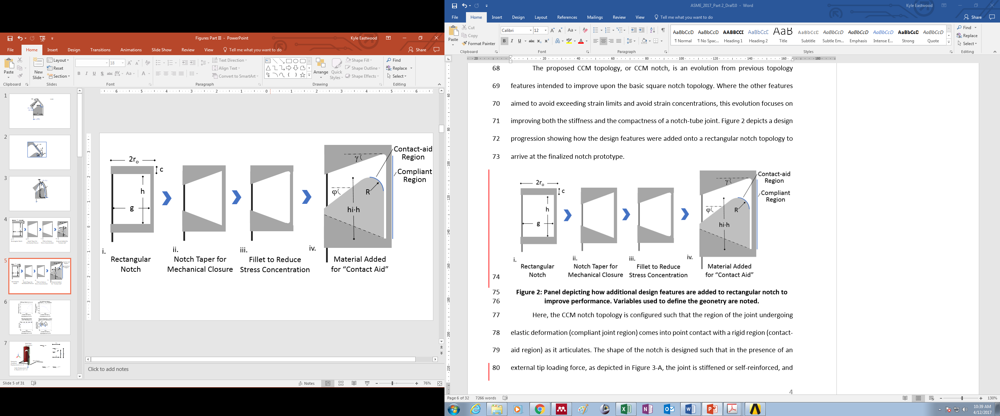 Figures Part III - PowerPoint
Kyle Eastwood
File Home Insert Design Transitions Animations Slide Show Review View Tell me what you want to do Share
Paste
New Slide
Layout
Reset
Section
18
Text Direction
Align Text
Convert to SmartArt
Arrange
Quick Styles
Shape Fill
Shape Outline
Shape Effects
Find
Replace
Select
Clipboard Slides Font Paragraph Drawing Editing
1
2
3
4
5
6
7
2ro
c
h
g
i.
Rectangular
Notch
ii.
Notch Taper for
Mechanical Closure
iii.
Fillet to Reduce
Stress Concentration
iv.
γ
φ
R
hi·h
Contact-aid
Region
Compliant
Region
Material Added
for “Contact Aid”
Click to add notes
Slide 5 of 31
Notes
76%
ASME_2017_Part 2_Draf10 - Word
Kyle Eastwood
File Home Insert Design Layout References Mailings Review View Tell me what you want to do Share
Paste
Cut
Copy
Format Painter
Calibri 12
AaBbCcD AaBbCcD AABBCCI AaBbCcE AaB AaBbCcC AaBbCcD AaBbCcD AaBbCcD AaBbCcD AaBbCcD
¶ Normal ¶ No Spac... Heading 1 Heading 2 Title Subtitle Subtle Em... Emphasis Intense E... Strong Quote
Find
Replace
Select
Clipboard Font Paragraph Styles Editing
68 The proposed CCM topology, or CCM notch, is an evolution from previous topology
69 features intended to improve upon the basic square notch topology. Where the other features
70 aimed to avoid exceeding strain limits and avoid strain concentrations, this evolution focuses on
71 improving both the stiffness and the compactness of a notch-tube joint. Figure 2 depicts a design
72 progression showing how the design features were added onto a rectangular notch topology to
73 arrive at the finalized notch prototype.
2ro
c
h
g
i.
Rectangular
Notch
ii.
Notch Taper for
Mechanical Closure
iii.
Fillet to Reduce
Stress Concentration
iv.
γ
φ
R
hi·h
Contact-aid
Region
Compliant
Region
Material Added
for “Contact Aid”
74
75 Figure 2: Panel depicting how additional design features are added to rectangular notch to
76 improve performance. Variables used to define the geometry are noted.
77 Here, the CCM notch topology is configured such that the region of the joint undergoing
78 elastic deformation (compliant joint region) comes into point contact with a rigid region (contact-
79 aid region) as it articulates. The shape of the notch is designed such that in the presence of an
80 external tip loading force, as depicted in Figure 3-A, the joint is stiffened or self-reinforced, and
4
Page 6 of 32 7266 words
130%
10:39 AM
4/12/2017